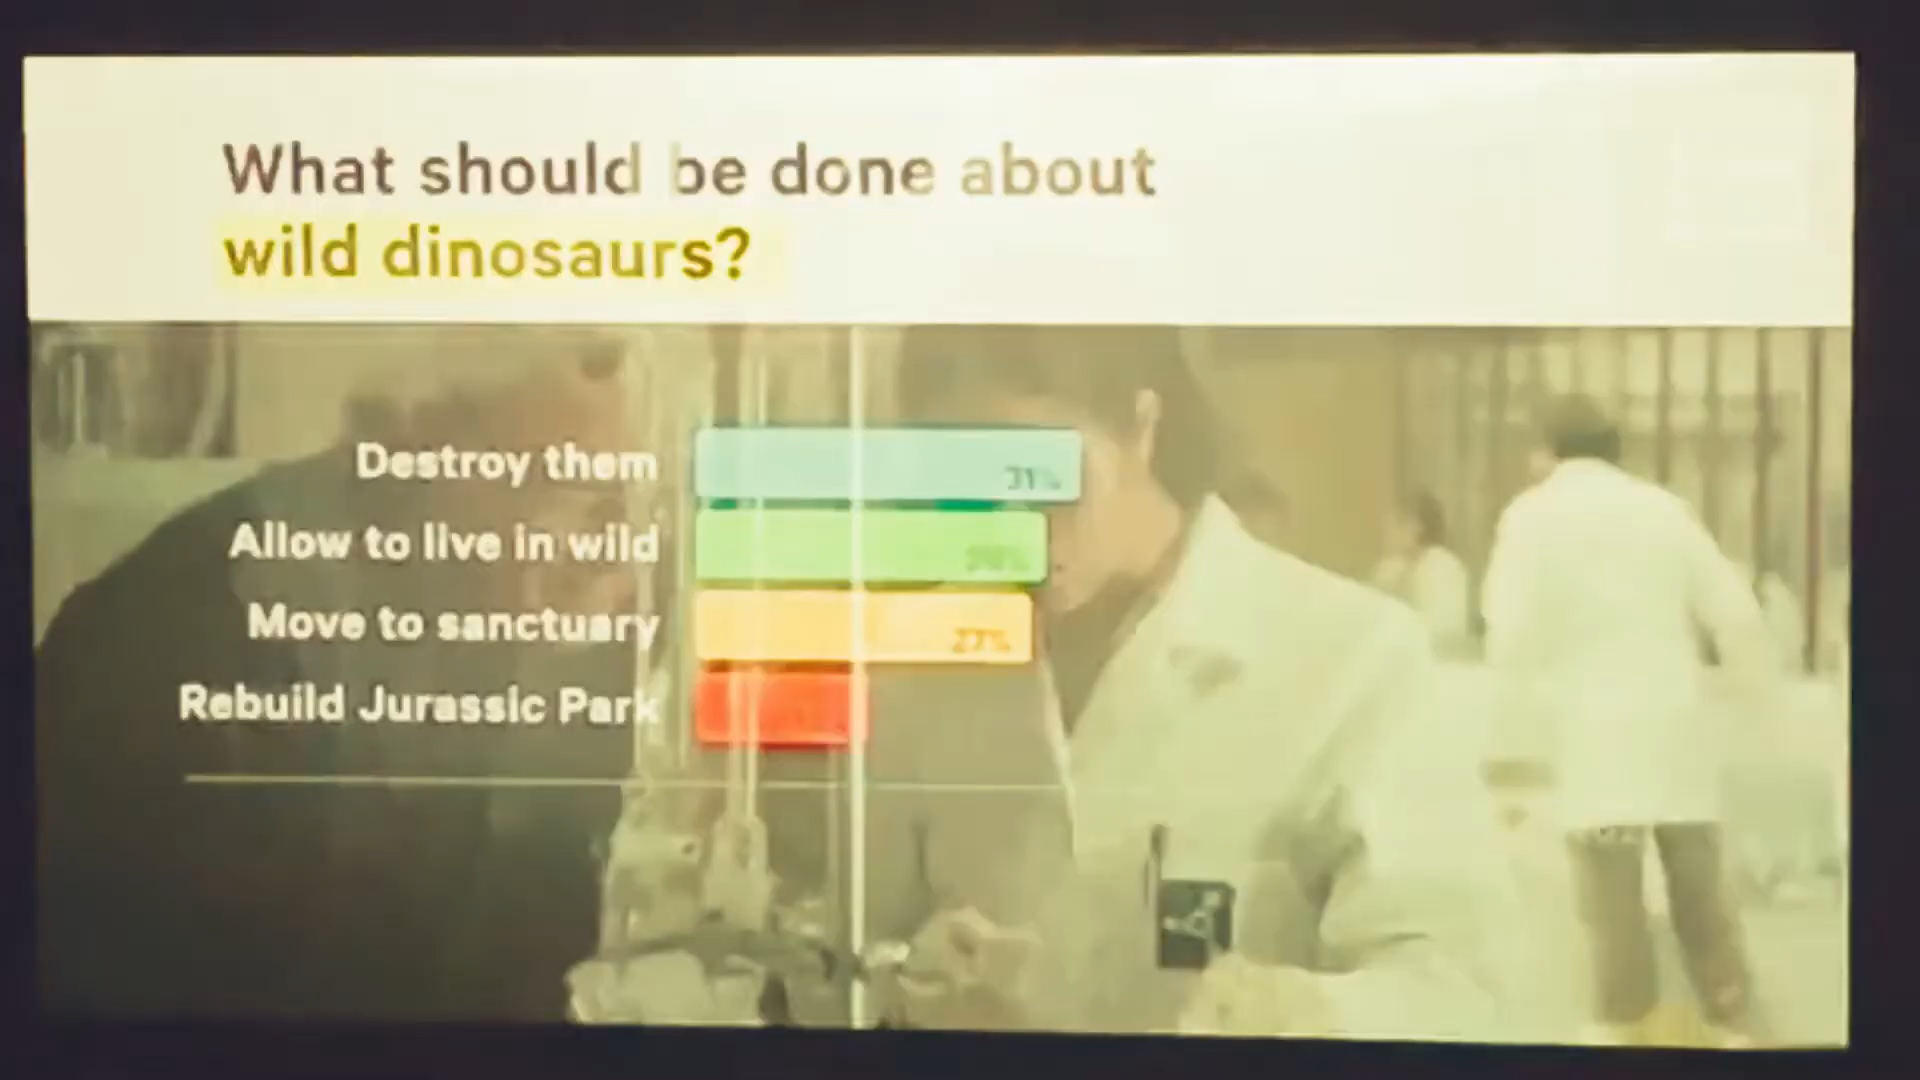 What should be done about
wild dinosaurs?
Destroy them
31%
Allow to live in wild
Move to sanctuary
27%
Rebuild Jurassic Park